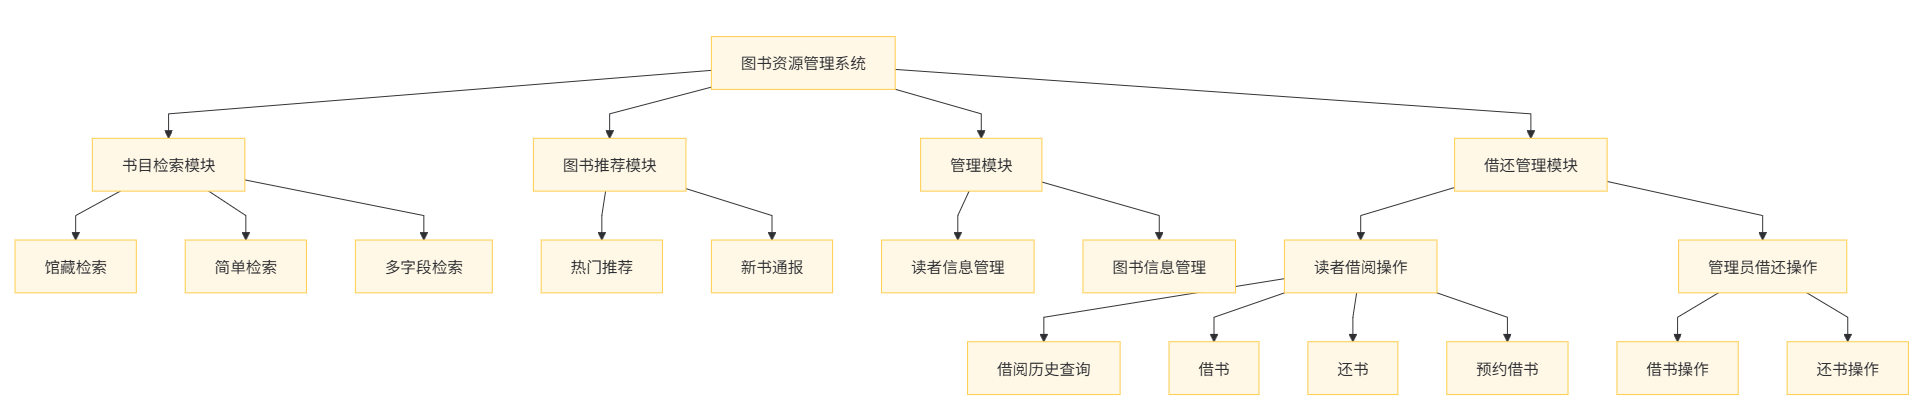 图书资源管理系统
书目检索模块
图书推荐模块
管理模块
借还管理模块
馆藏检索
简单检索
多字段检索
热门推荐
新书通报
读者信息管理
图书信息管理
读者借阅操作
管理员借还操作
借阅历史查询
借书
还书
预约借书
借书操作
还书操作